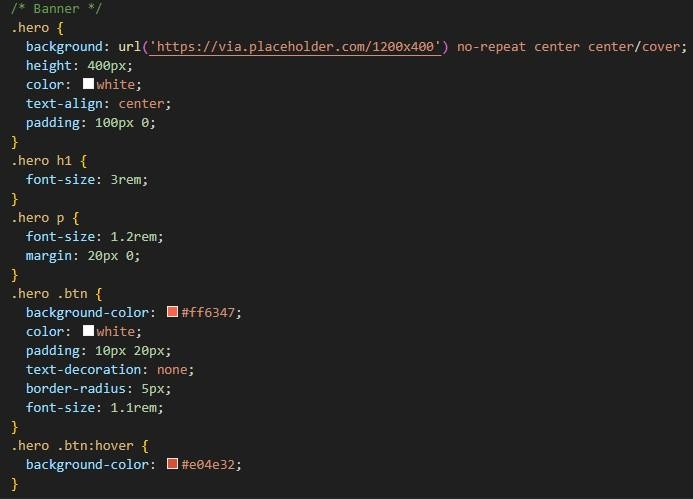 /* Banner */
.hero {
  background: url('https://via.placeholder.com/1200x400') no-repeat center center/cover;
  height: 400px;
  color: white;
  text-align: center;
  padding: 100px 0;
}
.hero h1 {
  font-size: 3rem;
}
.hero p {
  font-size: 1.2rem;
  margin: 20px 0;
}
.hero .btn {
  background-color: #ff6347;
  color: white;
  padding: 10px 20px;
  text-decoration: none;
  border-radius: 5px;
  font-size: 1.1rem;
}
.hero .btn:hover {
  background-color: #e04e32;
}